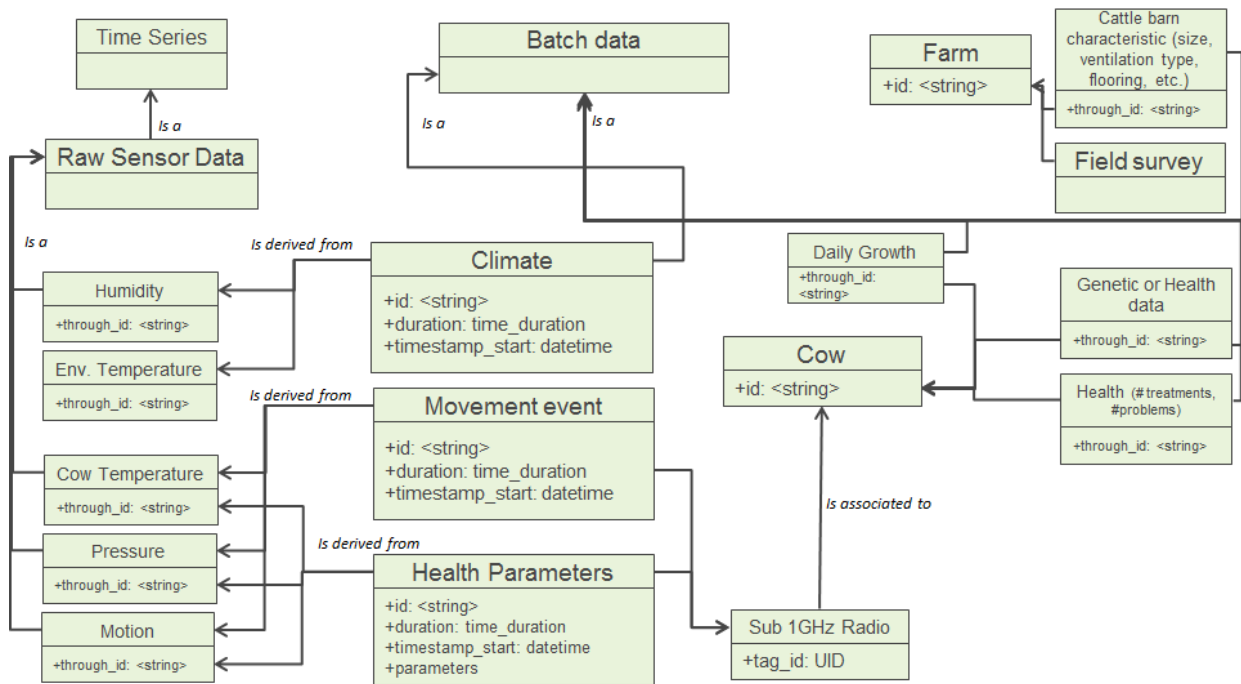 Time Series
Batch data
Farm
+id: <string>
Cattle barn
characteristic (size,
ventilation type,
flooring, etc.)
+through_id: <string>
Is a
Is a
Is a
Raw Sensor Data
Field survey
Is a
Is derived from
Climate
+id: <string>
+duration: time_duration
+timestamp_start: datetime
Daily Growth
+through_id:
<string>
Humidity
+through_id: <string>
Genetic or Health
data
+through_id: <string>
Env. Temperature
+through_id: <string>
Cow
+id: <string>
Is derived from
Movement event
+id: <string>
+duration: time_duration
+timestamp_start: datetime
Health (# treatments,
#problems)
+through_id: <string>
Cow Temperature
+through_id: <string>
Is associated to
Is derived from
Pressure
+through_id: <string>
Health Parameters
+id: <string>
+duration: time_duration
+timestamp_start: datetime
+parameters
Motion
+through_id: <string>
Sub 1GHz Radio
+tag_id: UID